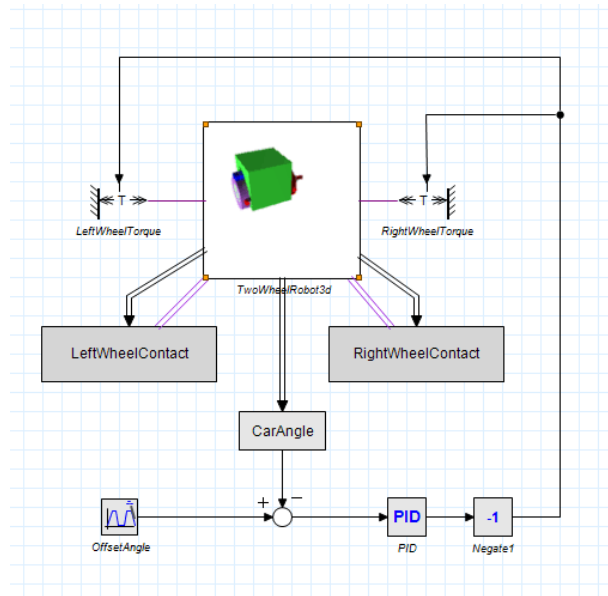 T
T
LeftWheelTorque
RightWheelTorque
TwoWheelRobot3d
LeftWheelContact
RightWheelContact
CarAngle
+
−
PID
-1
OffsetAngle
PID
Negate1